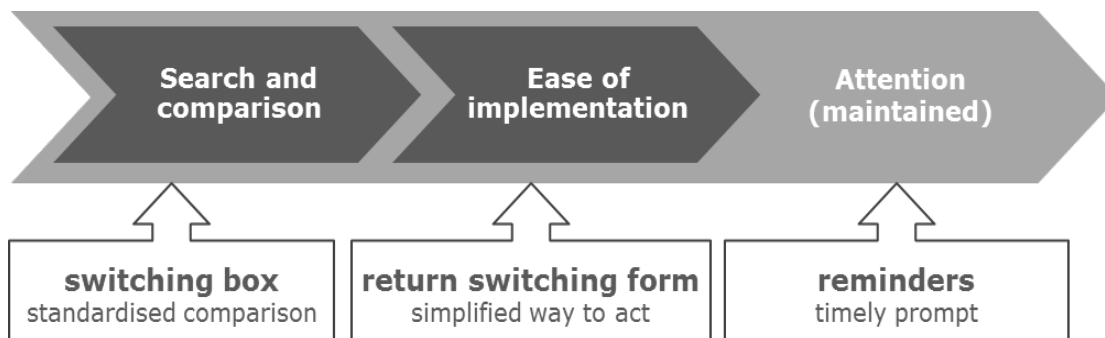 Search and
comparison
Ease of
implementation
Attention
(maintained)
switching box
standardised comparison
return switching form
simplified way to act
reminders
timely prompt